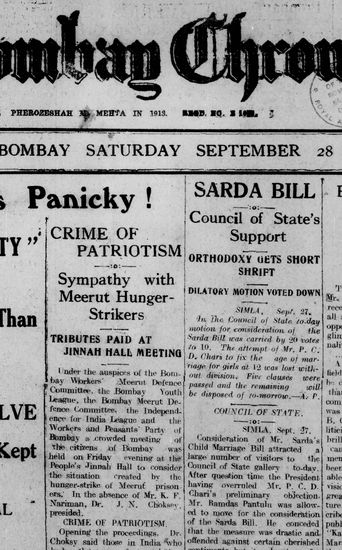 ombay Chron
PHEROZESHAH M. MEHTA IN 1913.
BOMBAY SATURDAY SEPTEMBER 28
s Panicky !
TY"
Than
LVE
Kept
AL
CRIME OF
PATRIOTISM
—:o:—
Sympathy with
Meerut Hunger-
Strikers
TRIBUTES PAID AT
JINNAH HALL MEETING
Under the auspices of the Bom-
bay Workers' Meerut Defence
Committee, the Bombay Youth
League, the Bombay Meerut De-
fence Committee, the Independ-
ence for India League and the
Workers and Peasants' Party of
Bombay a crowded meeting of
the citizens of Bombay was
held on Friday evening at the
People's Jinnah Hall to consider
the situation created by the
hunger-strike of Meerut prison-
ers. In the absence of Mr. K. F.
Nariman, Dr. J. N. Choksey,
presided.
CRIME OF PATRIOTISM.
Opening the proceedings, Dr.
Choksy said those in India who
SARDA BILL
—:o:—
Council of State's
Support
ORTHODOXY GETS SHORT
SHRIFT
DILATORY MOTION VOTED DOWN
SIMLA, Sept. 27.
In the Council of State to-day
motion for consideration of the
Sarda Bill was carried by 20 votes
to 10. The attempt of Mr. P. C.
D. Chari to fix the age of mar-
riage for girls at 12 was lost with-
out division. Five clauses were
passed and the remaining will
be disposed of to-morrow.—A. P.
COUNCIL OF STATE.
—:o:—
SIMLA, Sept. 27.
Consideration of Mr. Sarda's
Child Marriage Bill attracted a
large number of visitors to the
Council of State gallery to-day.
After question time the President
having overruled Mr. P. C. D.
Chari's preliminary objection,
Mr. Ramdas Pantulu was allow-
ed to move for the consideration
of the Sarda Bill. He conceded
that the measure was drastic and
offended against certain cherished